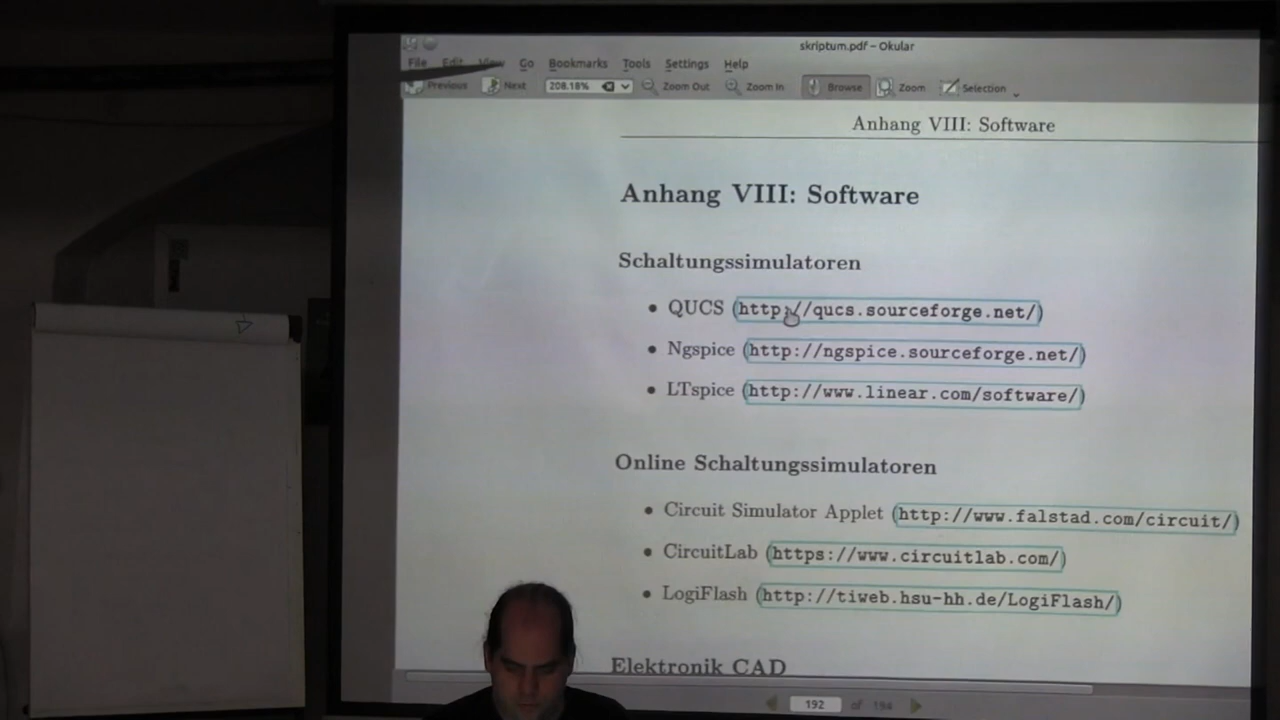 skriptum.pdf – Okular
File Edit View Go Bookmarks Tools Settings Help
Previous Next 208.18% Zoom Out Zoom In Browse Zoom Selection
Anhang VIII: Software
Anhang VIII: Software
Schaltungssimulatoren
• QUCS (http://qucs.sourceforge.net/)
• Ngspice (http://ngspice.sourceforge.net/)
• LTspice (http://www.linear.com/software/)
Online Schaltungssimulatoren
• Circuit Simulator Applet (http://www.falstad.com/circuit/)
• CircuitLab (https://www.circuitlab.com/)
• LogiFlash (http://tiweb.hsu-hh.de/LogiFlash/)
Elektronik CAD
192 of 194